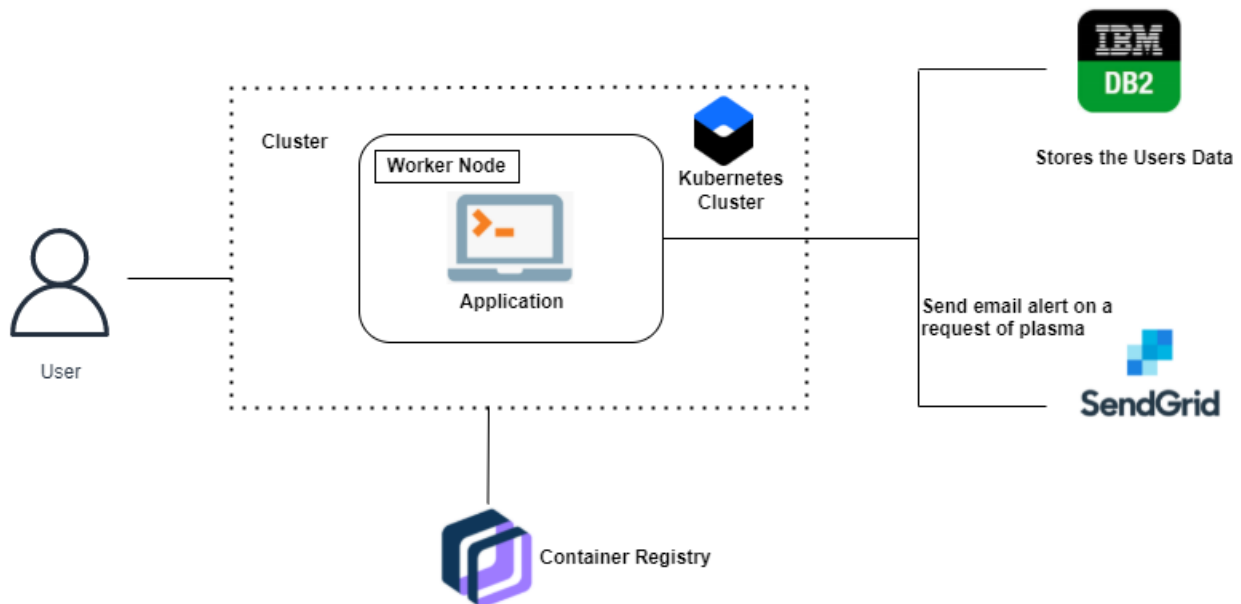 IBM
DB2
Stores the Users Data
Cluster
Worker Node
Kubernetes
Cluster
Application
User
Send email alert on a
request of plasma
SendGrid
Container Registry